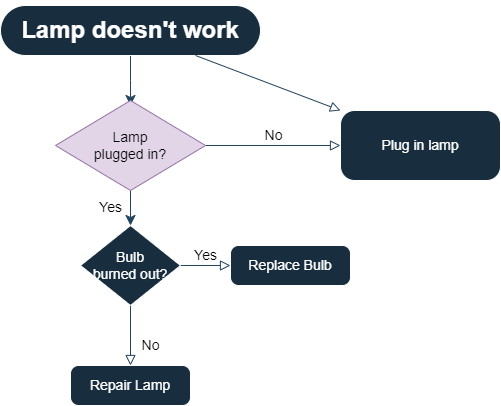 Lamp doesn't work
Lamp
plugged in?
No
Plug in lamp
Yes
Bulb
burned out?
Yes
Replace Bulb
No
Repair Lamp